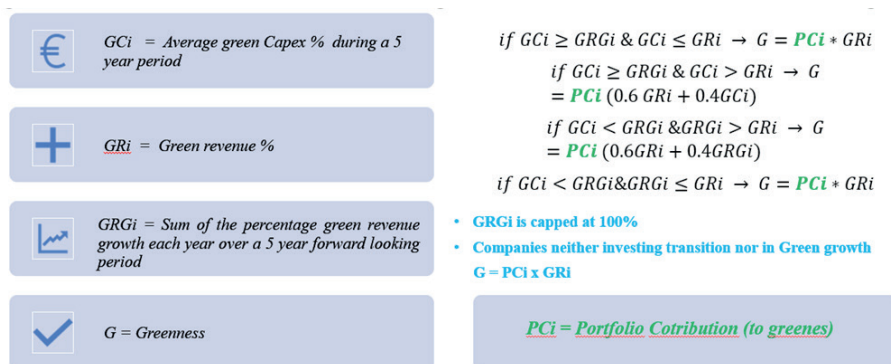 GCi = Average green Capex % during a 5
year period
GRi = Green revenue %
GRGi = Sum of the percentage green revenue
growth each year over a 5 year forward looking
period
G = Greenness
if GCi ≥ GRGi & GCi ≤ GRi → G = PCi * GRi
if GCi ≥ GRGi & GCi > GRi → G
= PCi (0.6 GRi + 0.4GCi)
if GCi < GRGi &GRGi > GRi → G
= PCi (0.6GRi + 0.4GRGi)
if GCi < GRGi&GRGi ≤ GRi → G = PCi * GRi
• GRGi is capped at 100%
• Companies neither investing transition nor in Green growth
G = PCi x GRi
PCi = Portfolio Cotribution (to greenes)